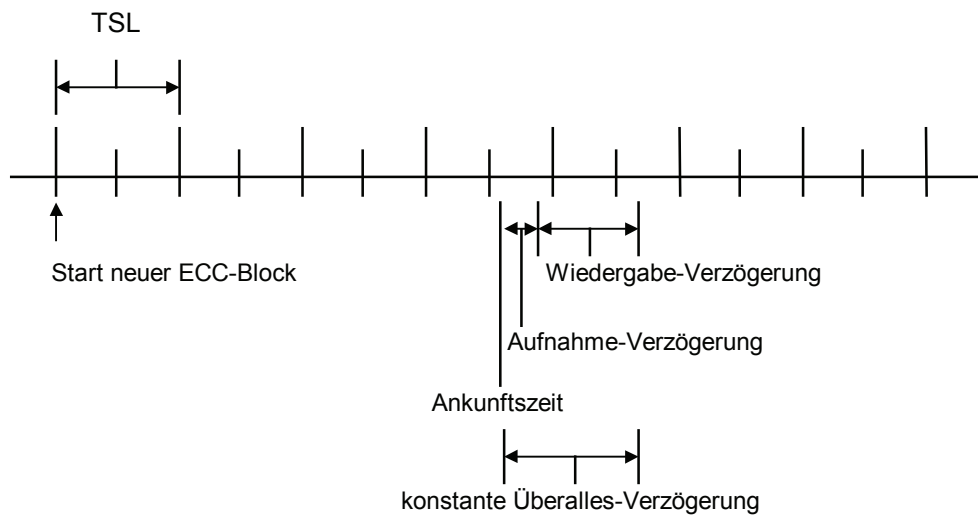 TSL
Start neuer ECC-Block
Wiedergabe-Verzögerung
Aufnahme-Verzögerung
Ankunftszeit
konstante Überalles-Verzögerung